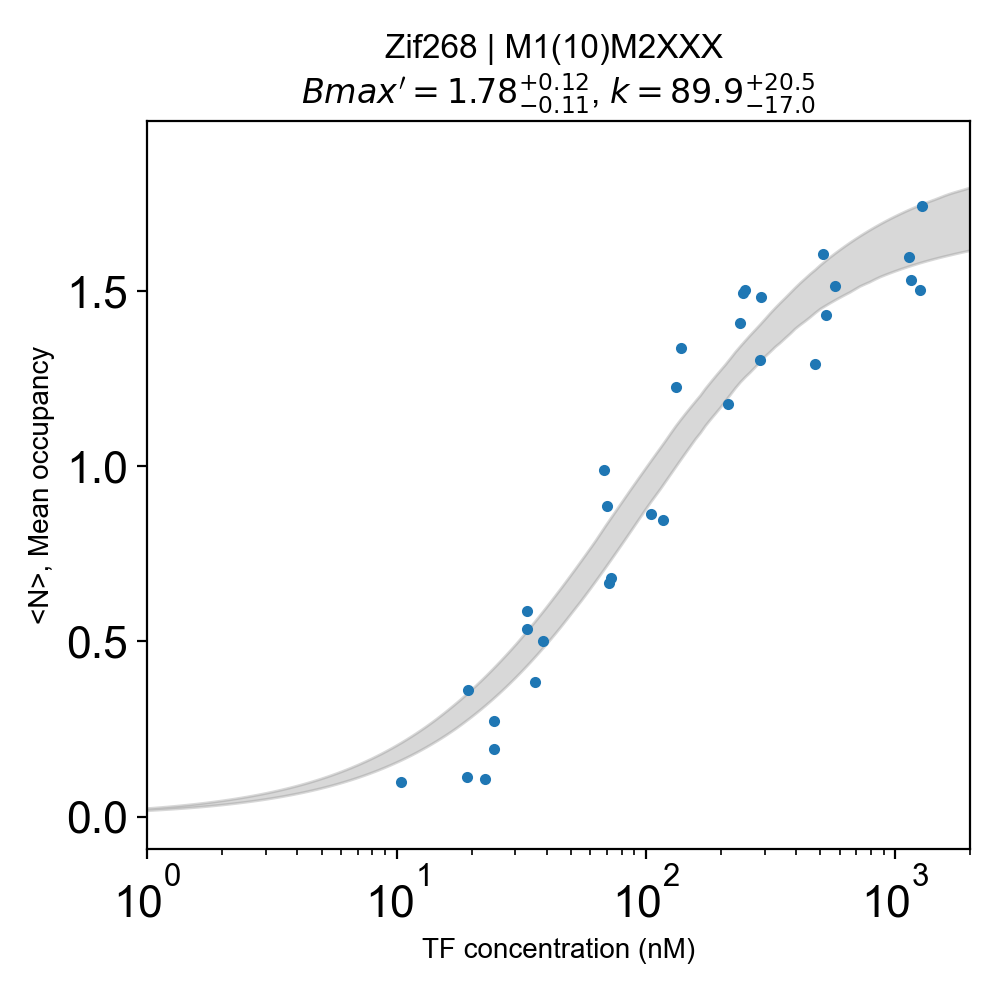 Zif268 | M1(10)M2XXX
Bmax′ = 1.78 +0.12 −0.11, k = 89.9 +20.5 −17.0
<N>, Mean occupancy
1.5
1.0
0.5
0.0
10^0 10^1 10^2 10^3
TF concentration (nM)